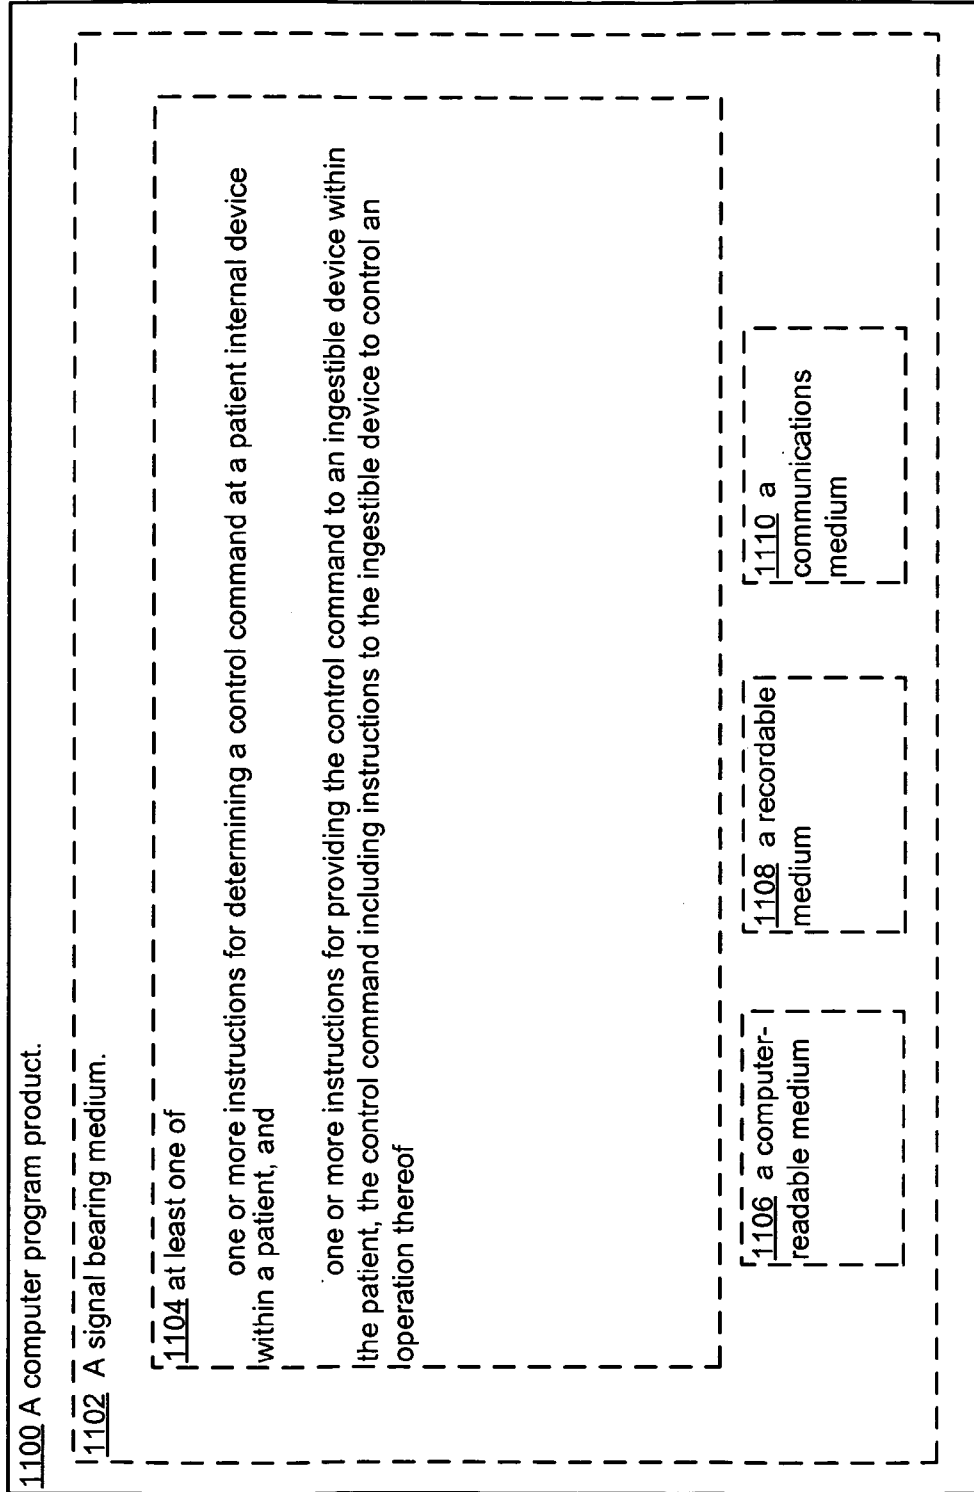 1100 A computer program product.
1102 A signal bearing medium.
1104 at least one of
one or more instructions for determining a control command at a patient internal device
within a patient, and
one or more instructions for providing the control command to an ingestible device within
the patient, the control command including instructions to the ingestible device to control an
operation thereof
1106 a computer-
readable medium
1108 a recordable
medium
1110 a
communications
medium